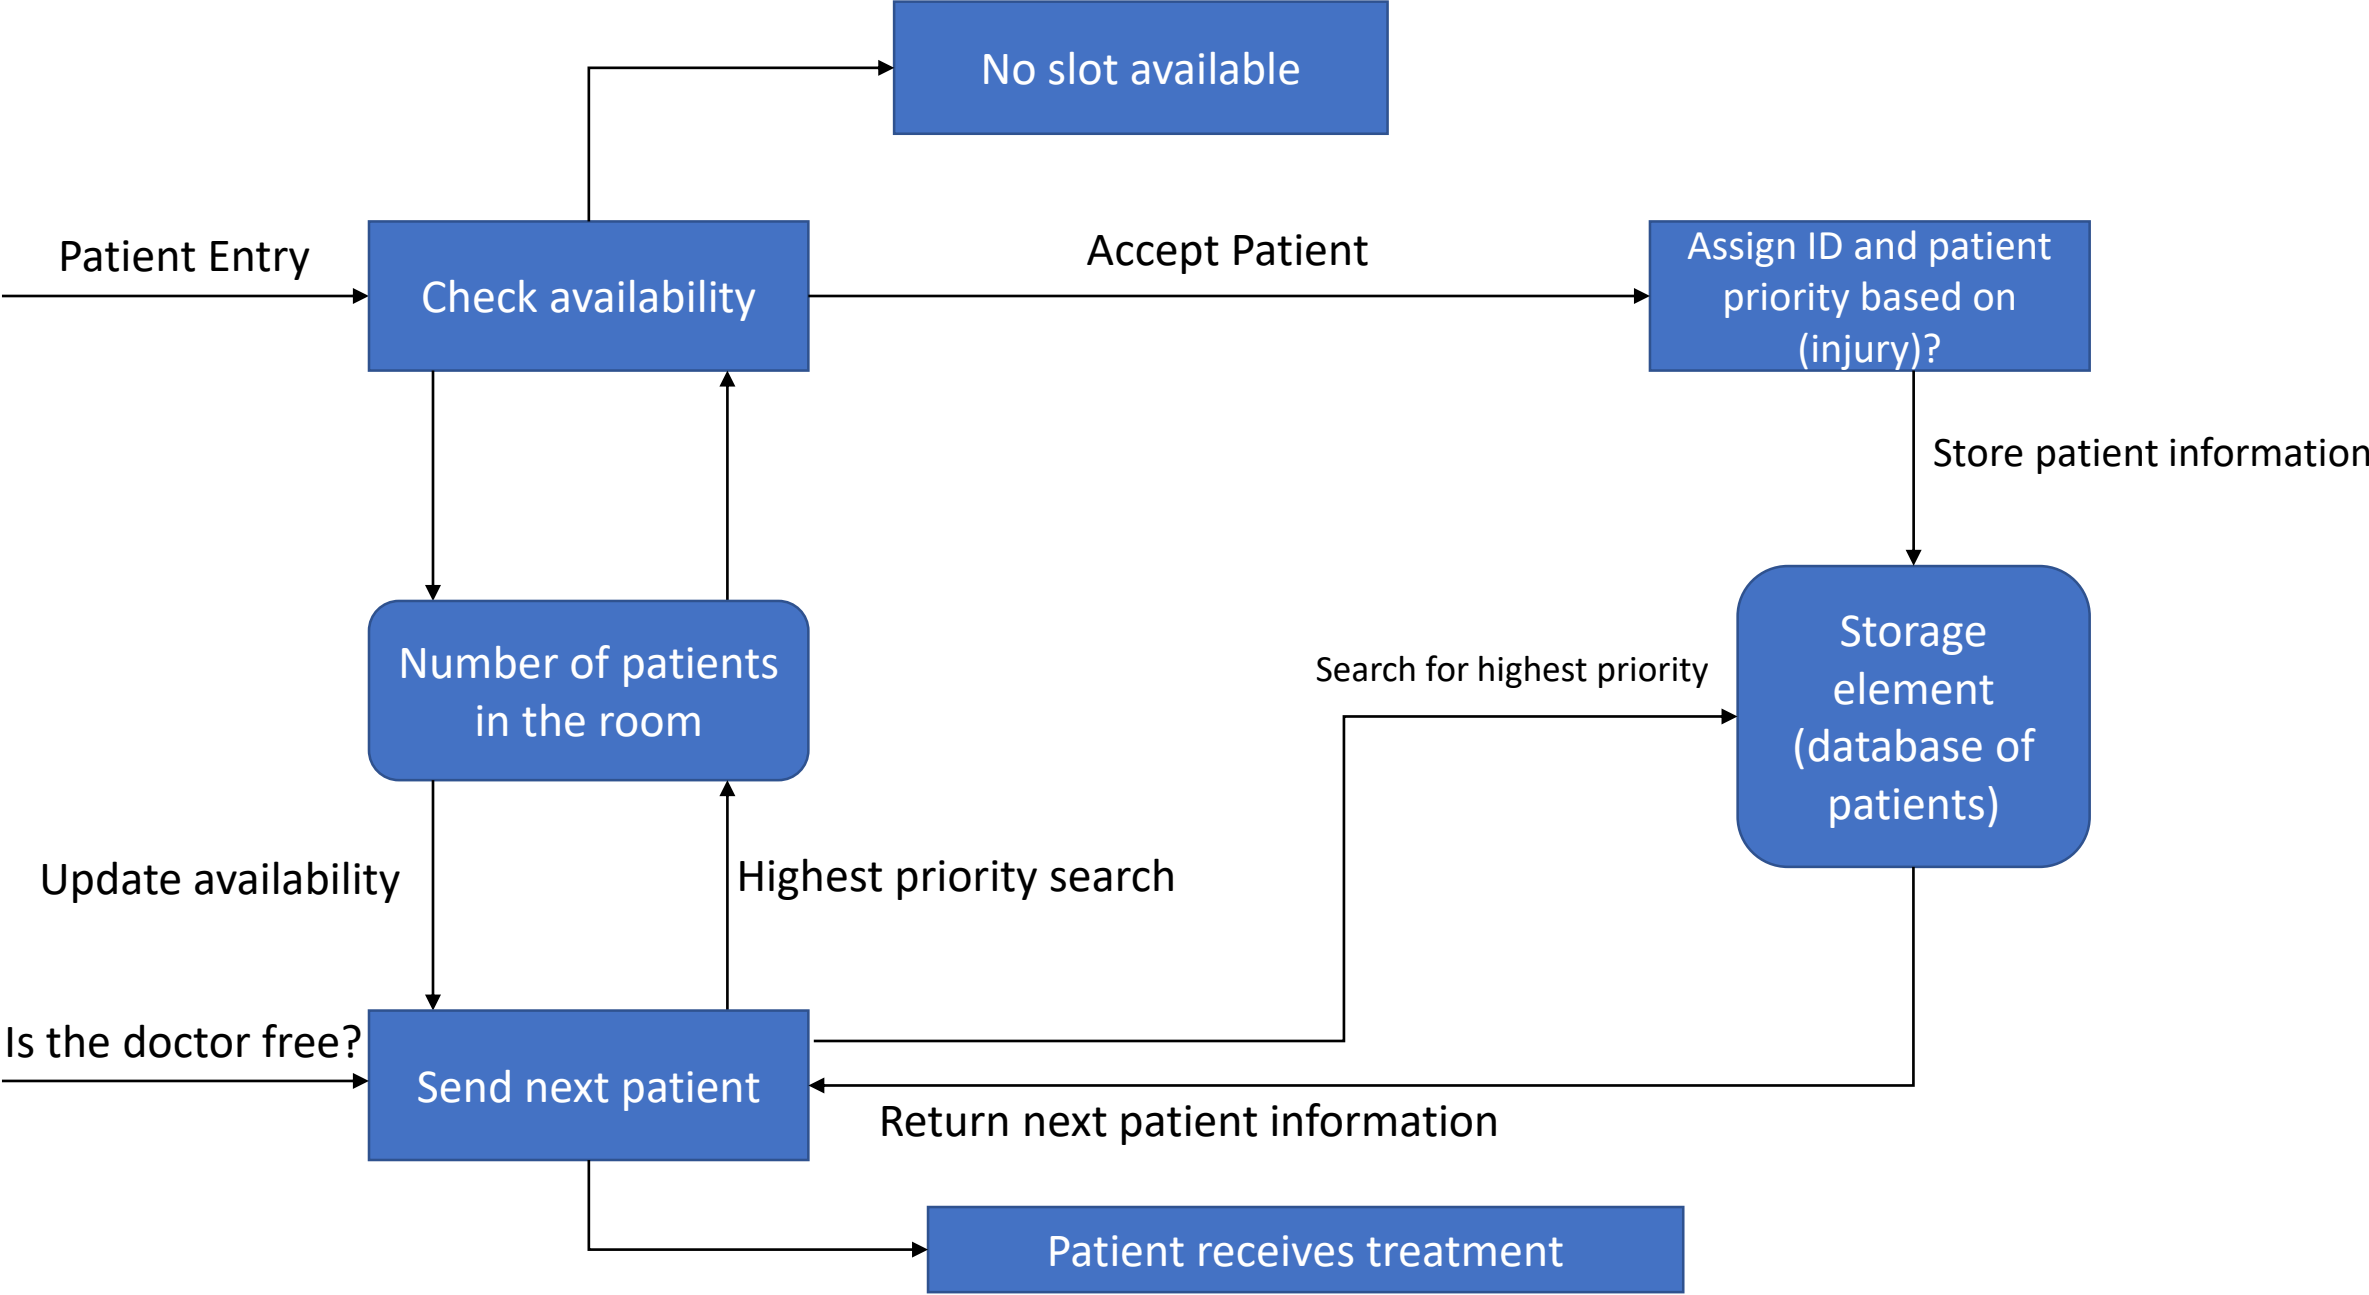 No slot available
Patient Entry
Check availability
Accept Patient
Assign ID and patient
priority based on
(injury)?
Store patient information
Number of patients
in the room
Search for highest priority
Storage
element
(database of
patients)
Update availability
Highest priority search
Is the doctor free?
Send next patient
Return next patient information
Patient receives treatment